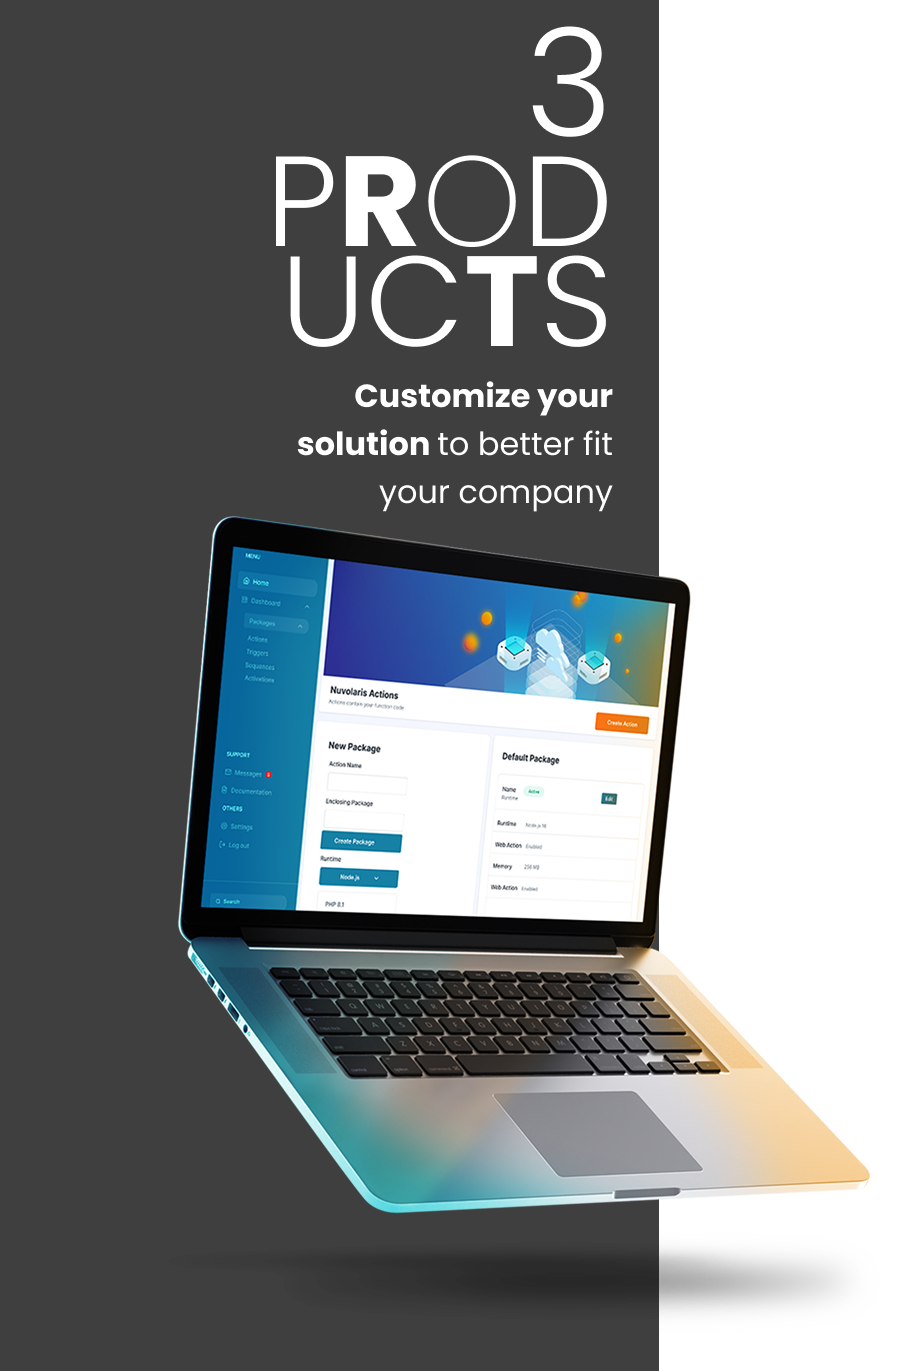 3
PROD
UCTS
Customize your
solution to better fit
your company
MENU
Home
Dashboard
Packages
Actions
Triggers
Sequences
Activations
SUPPORT
Messages
Documentation
OTHERS
Settings
Log out
Search
Nuvolaris Actions
Actions contain your function code
Create Action
New Package
Action Name
Enclosing Package
Create Package
Runtime
Node.js
PHP 8.1
Default Package
Name Active Edit
Runtime
Runtime Node.js 18
Web Action Enabled
Memory 256 MB
Web Action Enabled